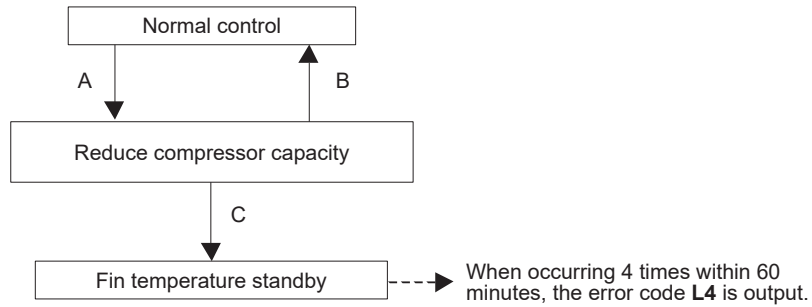 Normal control
A
B
Reduce compressor capacity
C
Fin temperature standby
When occurring 4 times within 60
minutes, the error code L4 is output.